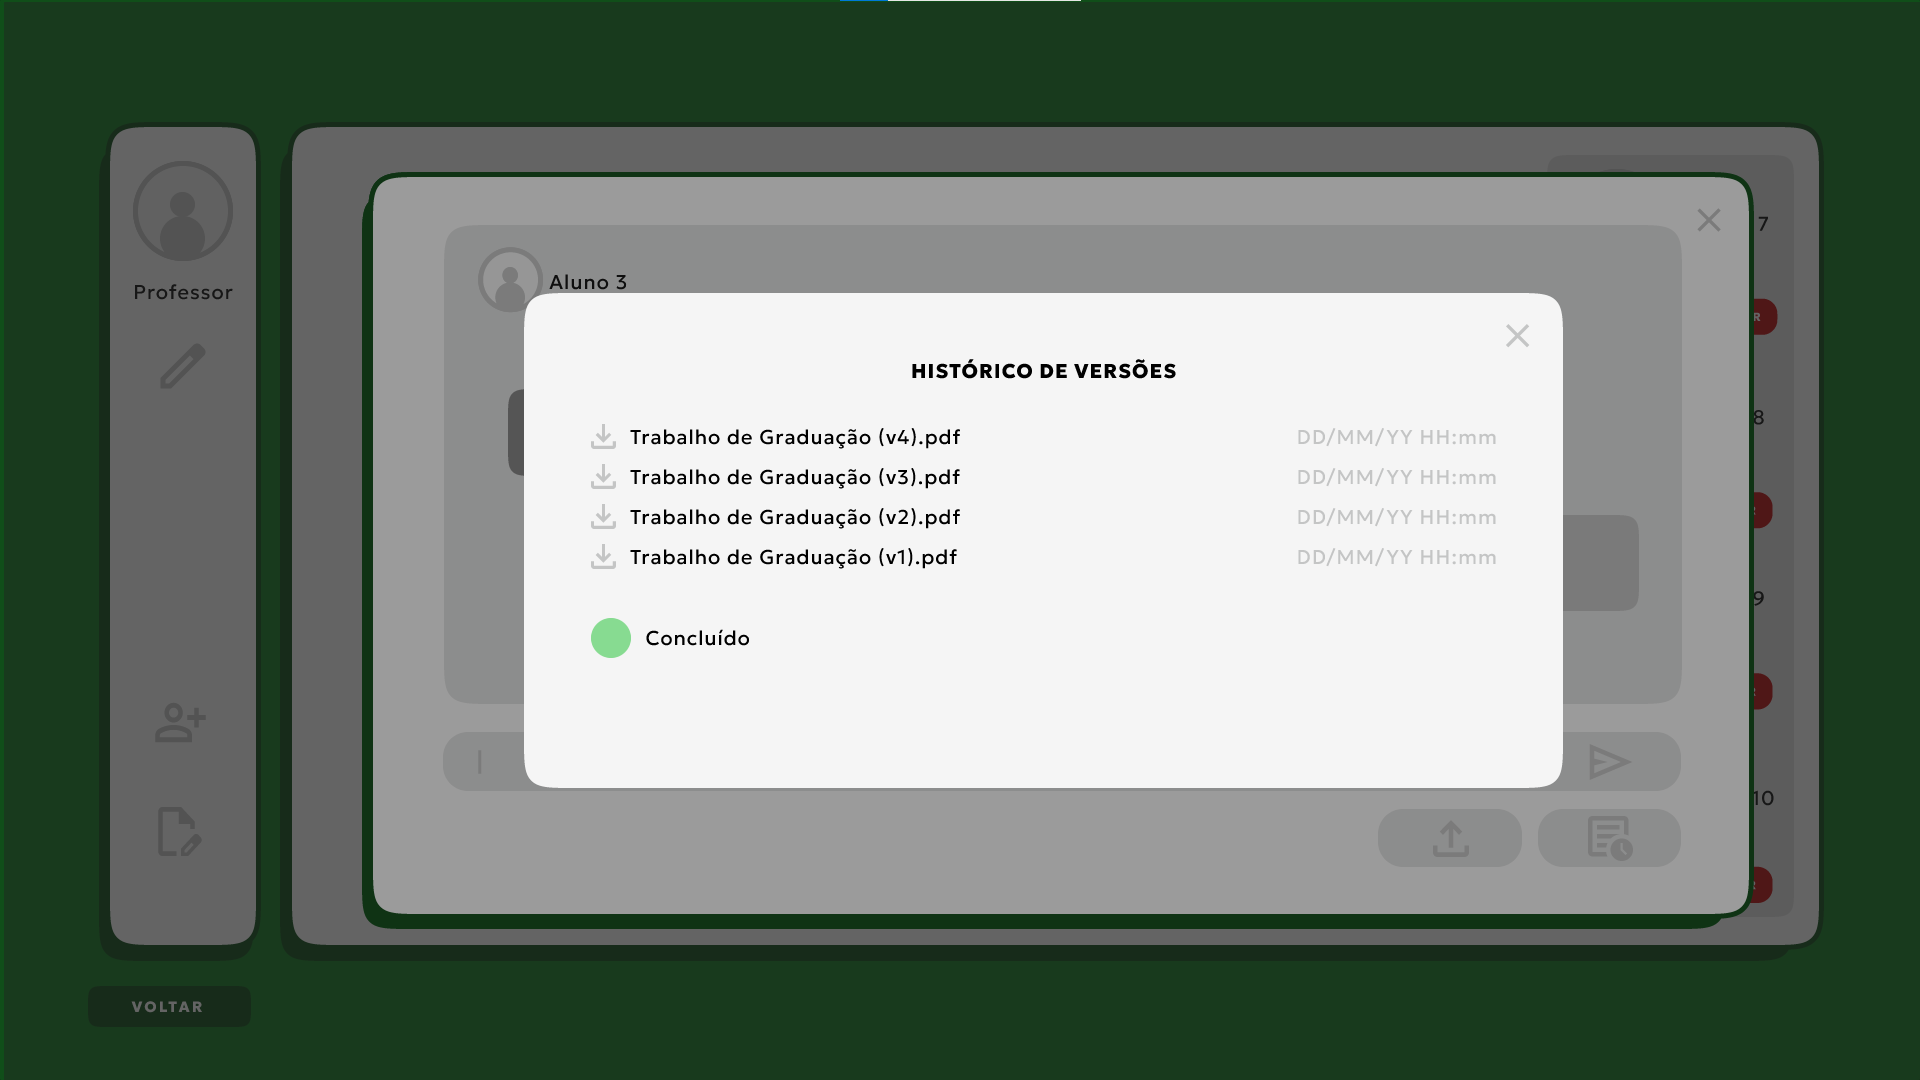 7
Aluno 3
Professor
R
HISTÓRICO DE VERSÕES
8
Trabalho de Graduação (v4).pdf DD/MM/YY HH:mm
Trabalho de Graduação (v3).pdf DD/MM/YY HH:mm
Trabalho de Graduação (v2).pdf DD/MM/YY HH:mm
Trabalho de Graduação (v1).pdf DD/MM/YY HH:mm
9
Concluído
10
VOLTAR